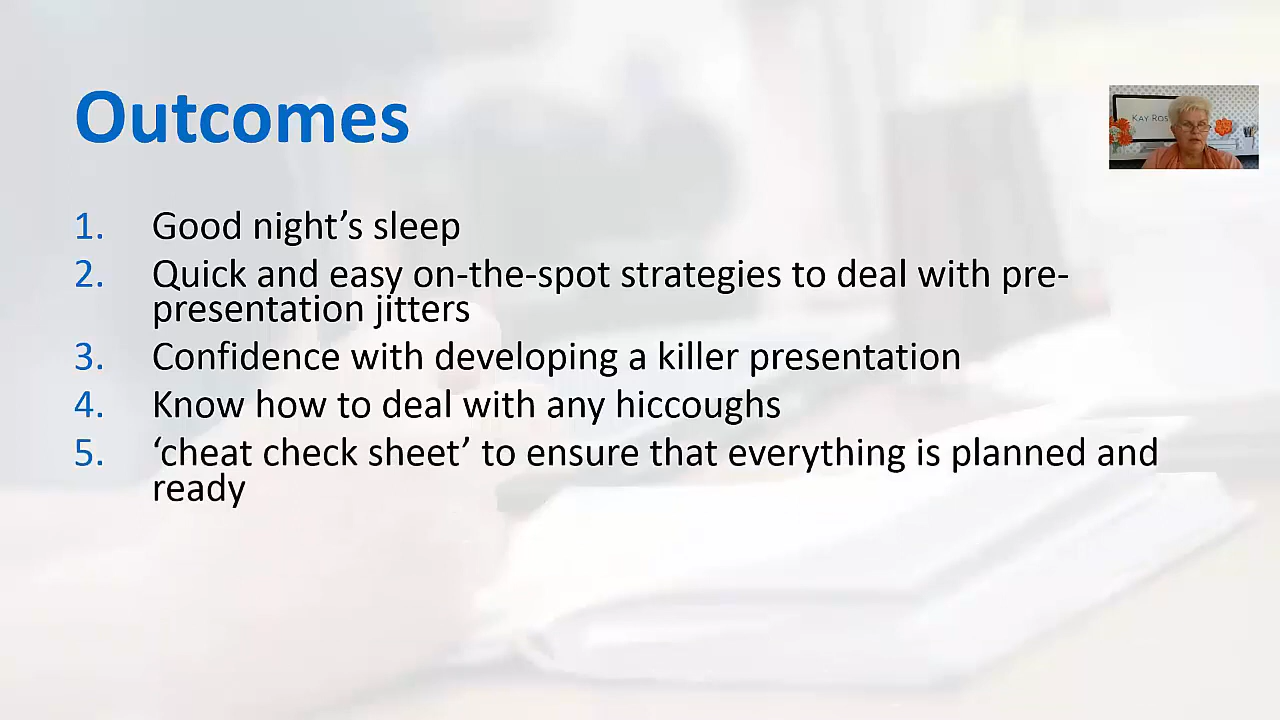 Outcomes
KAY ROS
1. Good night’s sleep
2. Quick and easy on-the-spot strategies to deal with pre-
presentation jitters
3. Confidence with developing a killer presentation
4. Know how to deal with any hiccoughs
5. ‘cheat check sheet’ to ensure that everything is planned and
ready